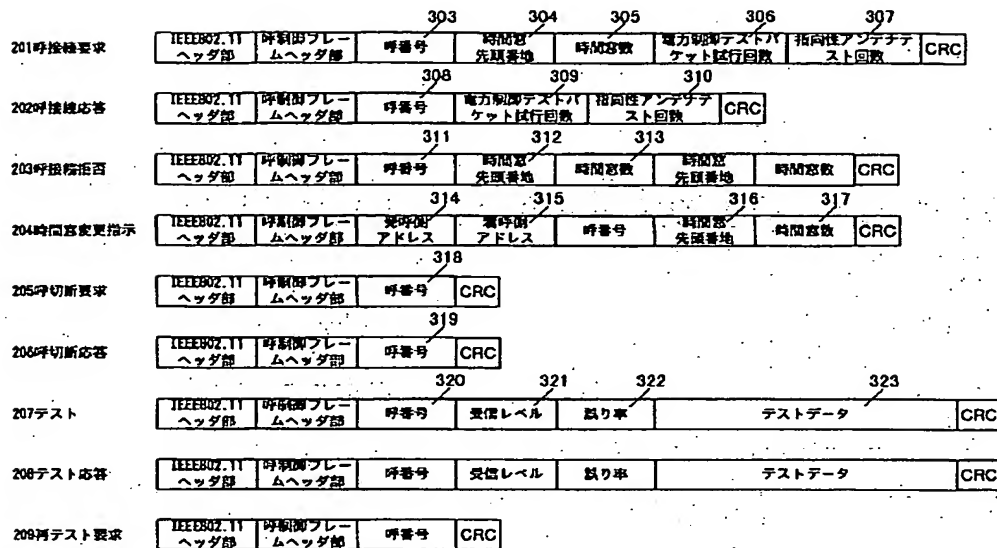 303 304 305 306 307
201呼接続要求 IEEE802.11ヘッダ部 呼制御フレームヘッダ部 呼番号 時間窓先頭番地 時間窓数 電力制御テストパケット試行回数 指向性アンテナテスト回数 CRC
308 309 310
202呼接続応答 IEEE802.11ヘッダ部 呼制御フレームヘッダ部 呼番号 電力制御テストパケット試行回数 指向性アンテナテスト回数 CRC
311 312 313
203呼接続拒否 IEEE802.11ヘッダ部 呼制御フレームヘッダ部 呼番号 時間窓先頭番地 時間窓数 時間窓先頭番地 時間窓数 CRC
314 315 316 317
204時間窓変更指示 IEEE802.11ヘッダ部 呼制御フレームヘッダ部 発呼側アドレス 着呼側アドレス 呼番号 時間窓先頭番地 時間窓数 CRC
318
205呼切断要求 IEEE802.11ヘッダ部 呼制御フレームヘッダ部 呼番号 CRC
319
206呼切断応答 IEEE802.11ヘッダ部 呼制御フレームヘッダ部 呼番号 CRC
320 321 322 323
207テスト IEEE802.11ヘッダ部 呼制御フレームヘッダ部 呼番号 受信レベル 誤り率 テストデータ CRC
208テスト応答 IEEE802.11ヘッダ部 呼制御フレームヘッダ部 呼番号 受信レベル 誤り率 テストデータ CRC
209再テスト要求 IEEE802.11ヘッダ部 呼制御フレームヘッダ部 呼番号 CRC